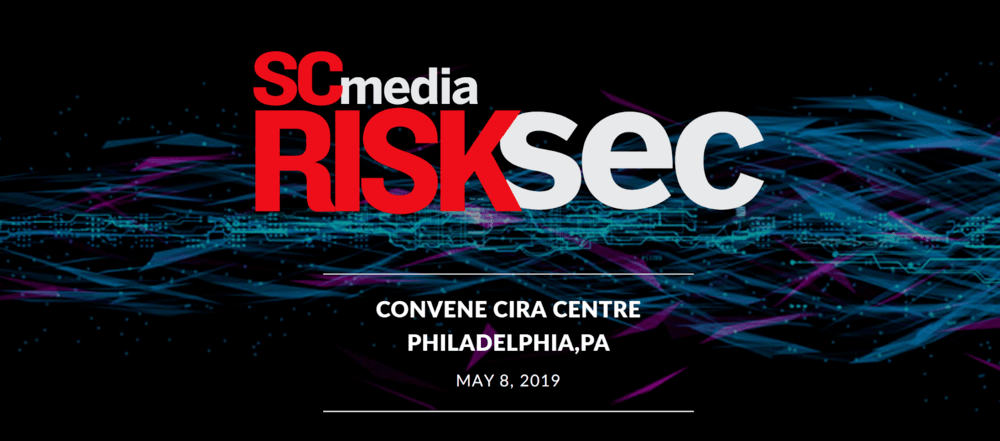 SCmedia
RISKsec
CONVENE CIRA CENTRE
PHILADELPHIA,PA
MAY 8, 2019